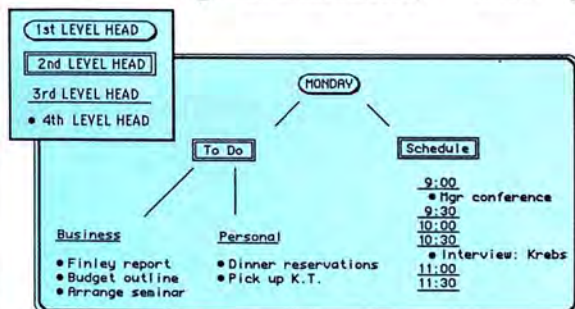 1st LEVEL HEAD
2nd LEVEL HEAD
3rd LEVEL HEAD
• 4th LEVEL HEAD
MONDAY
To Do
Schedule
Business
• Finley report
• Budget outline
• Arrange seminar
Personal
• Dinner reservations
• Pick up K.T.
9:00
• Mgr conference
9:30
10:00
10:30
• Interview: Krebs
11:00
11:30